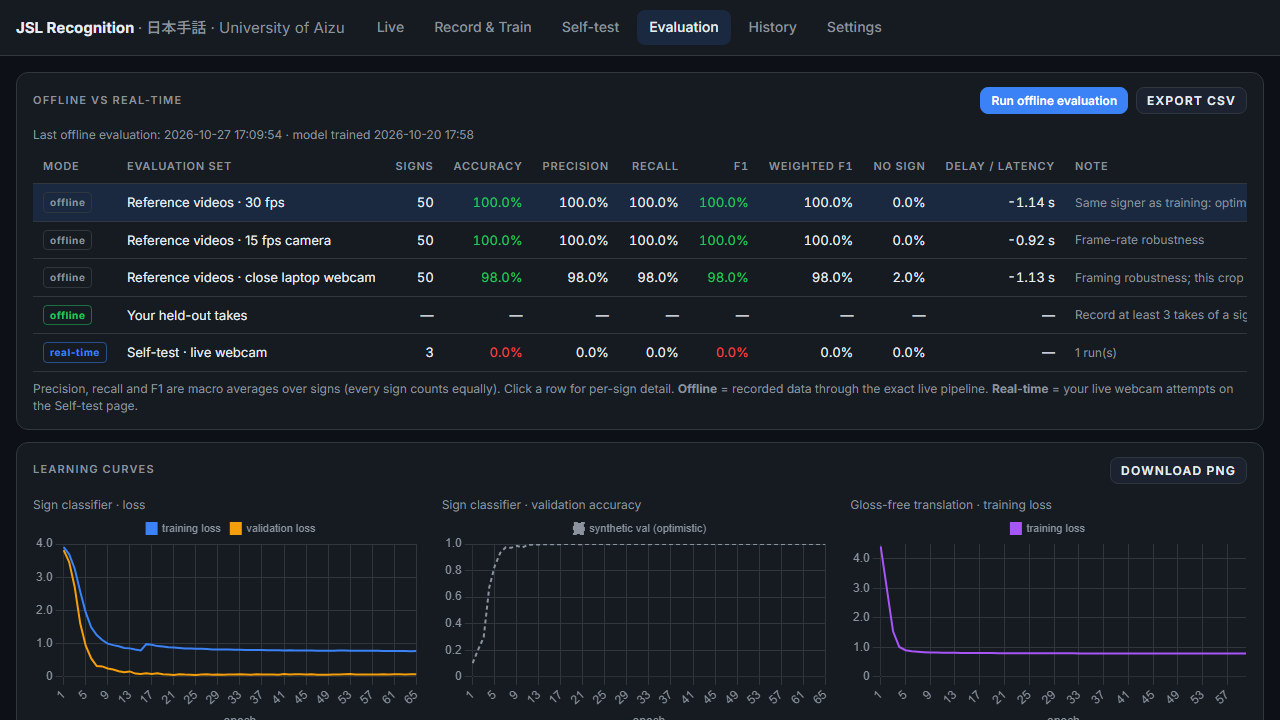 JSL Recognition · 日本手話 · University of Aizu Live Record & Train Self-test Evaluation History Settings
OFFLINE VS REAL-TIME Run offline evaluation EXPORT CSV
Last offline evaluation: 2026-10-27 17:09:54 · model trained 2026-10-20 17:58
MODE EVALUATION SET SIGNS ACCURACY PRECISION RECALL F1 WEIGHTED F1 NO SIGN DELAY / LATENCY NOTE
offline Reference videos · 30 fps 50 100.0% 100.0% 100.0% 100.0% 100.0% 0.0% -1.14 s Same signer as training: optim
offline Reference videos · 15 fps camera 50 100.0% 100.0% 100.0% 100.0% 100.0% 0.0% -0.92 s Frame-rate robustness
offline Reference videos · close laptop webcam 50 98.0% 98.0% 98.0% 98.0% 98.0% 2.0% -1.13 s Framing robustness; this crop
offline Your held-out takes — — — — — — — — Record at least 3 takes of a sig
real-time Self-test · live webcam 3 0.0% 0.0% 0.0% 0.0% 0.0% 0.0% — 1 run(s)
Precision, recall and F1 are macro averages over signs (every sign counts equally). Click a row for per-sign detail. Offline = recorded data through the exact live pipeline. Real-time = your live webcam attempts on
the Self-test page.
LEARNING CURVES DOWNLOAD PNG
Sign classifier · loss
training loss validation loss
4.0
3.0
2.0
1.0
0
1 5 9 13 17 21 25 29 33 37 41 45 49 53 57 61 65
epoch
Sign classifier · validation accuracy
synthetic val (optimistic)
1.0
0.8
0.6
0.4
0.2
0
1 5 9 13 17 21 25 29 33 37 41 45 49 53 57 61 65
epoch
Gloss-free translation · training loss
training loss
4.0
3.0
2.0
1.0
0
1 5 9 13 17 21 25 29 33 37 41 45 49 53 57
epoch